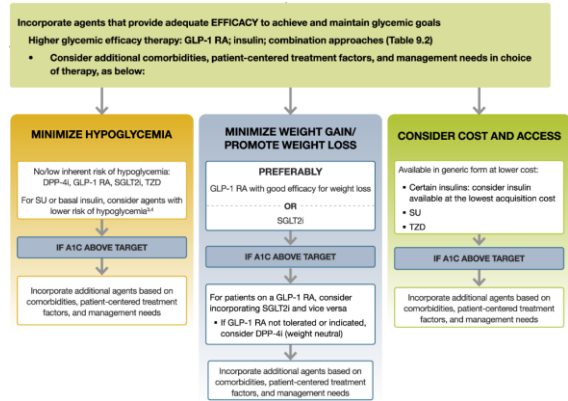 Incorporate agents that provide adequate EFFICACY to achieve and maintain glycemic goals
Higher glycemic efficacy therapy: GLP-1 RA; insulin; combination approaches (Table 9.2)
• Consider additional comorbidities, patient-centered treatment factors, and management needs in choice
of therapy, as below:
MINIMIZE HYPOGLYCEMIA
No/low inherent risk of hypoglycemia:
DPP-4i, GLP-1 RA, SGLT2i, TZD
For SU or basal insulin, consider agents with
lower risk of hypoglycemia3,4
IF A1C ABOVE TARGET
Incorporate additional agents based on
comorbidities, patient-centered treatment
factors, and management needs
MINIMIZE WEIGHT GAIN/
PROMOTE WEIGHT LOSS
PREFERABLY
GLP-1 RA with good efficacy for weight loss
OR
SGLT2i
IF A1C ABOVE TARGET
For patients on a GLP-1 RA, consider
incorporating SGLT2i and vice versa
• If GLP-1 RA not tolerated or indicated,
consider DPP-4i (weight neutral)
Incorporate additional agents based on
comorbidities, patient-centered treatment
factors, and management needs
CONSIDER COST AND ACCESS
Available in generic form at lower cost:
• Certain insulins: consider insulin
available at the lowest acquisition cost
• SU
• TZD
IF A1C ABOVE TARGET
Incorporate additional agents based on
comorbidities, patient-centered treatment
factors, and management needs